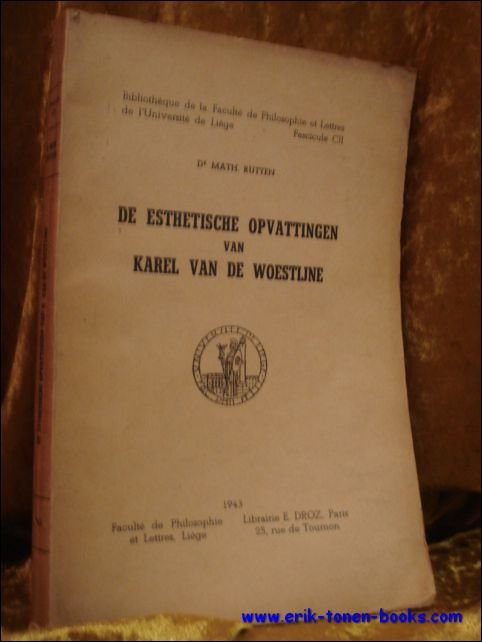 Bibliothèque de la Faculté de Philosophie et Lettres
de l'Université de Liége Fascicule CII
Dr MATH. RUTTEN
DE ESTHETISCHE OPVATTINGEN
VAN
KAREL VAN DE WOESTIJNE
1943
Faculté de Philosophie
et Lettres, Liége
Librairie E. DROZ, Paris
25, rue de Tournon
www.erik-tonen-books.com